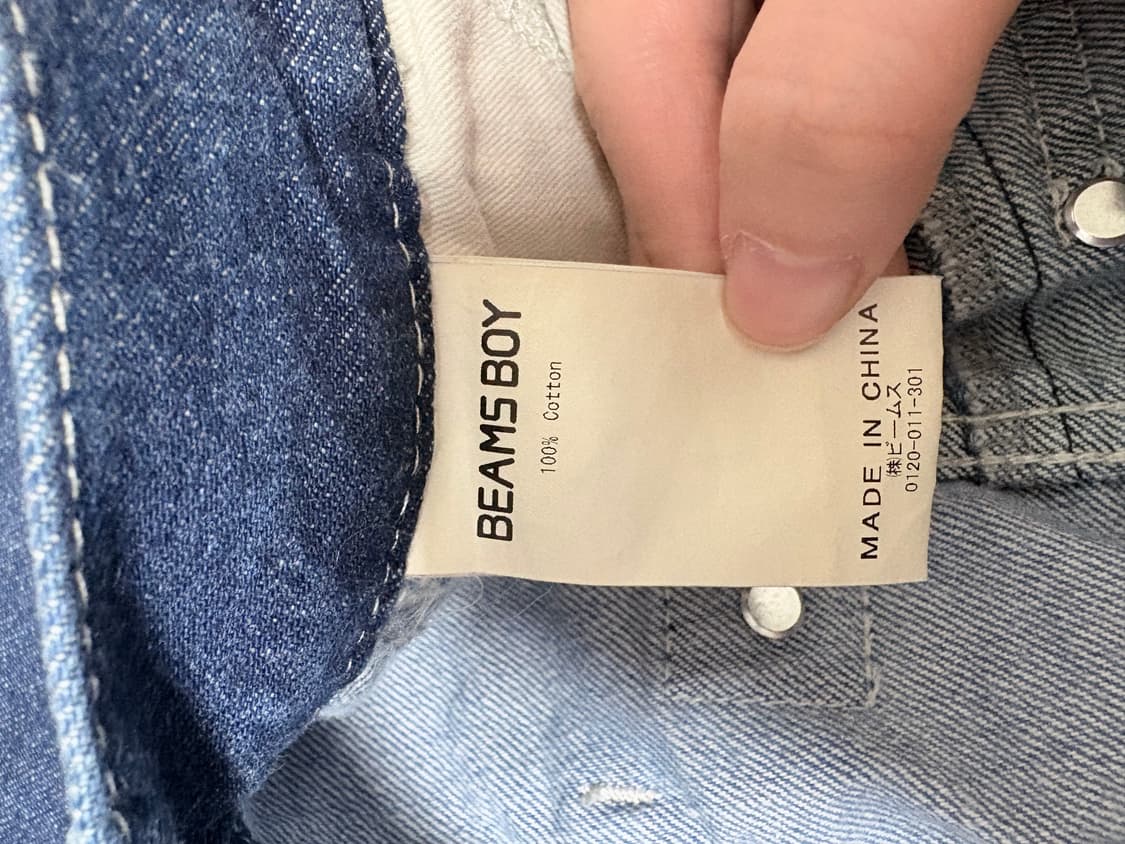 BEAMS BOY
100% Cotton
MADE IN CHINA
㈱ビームス
0120-011-301